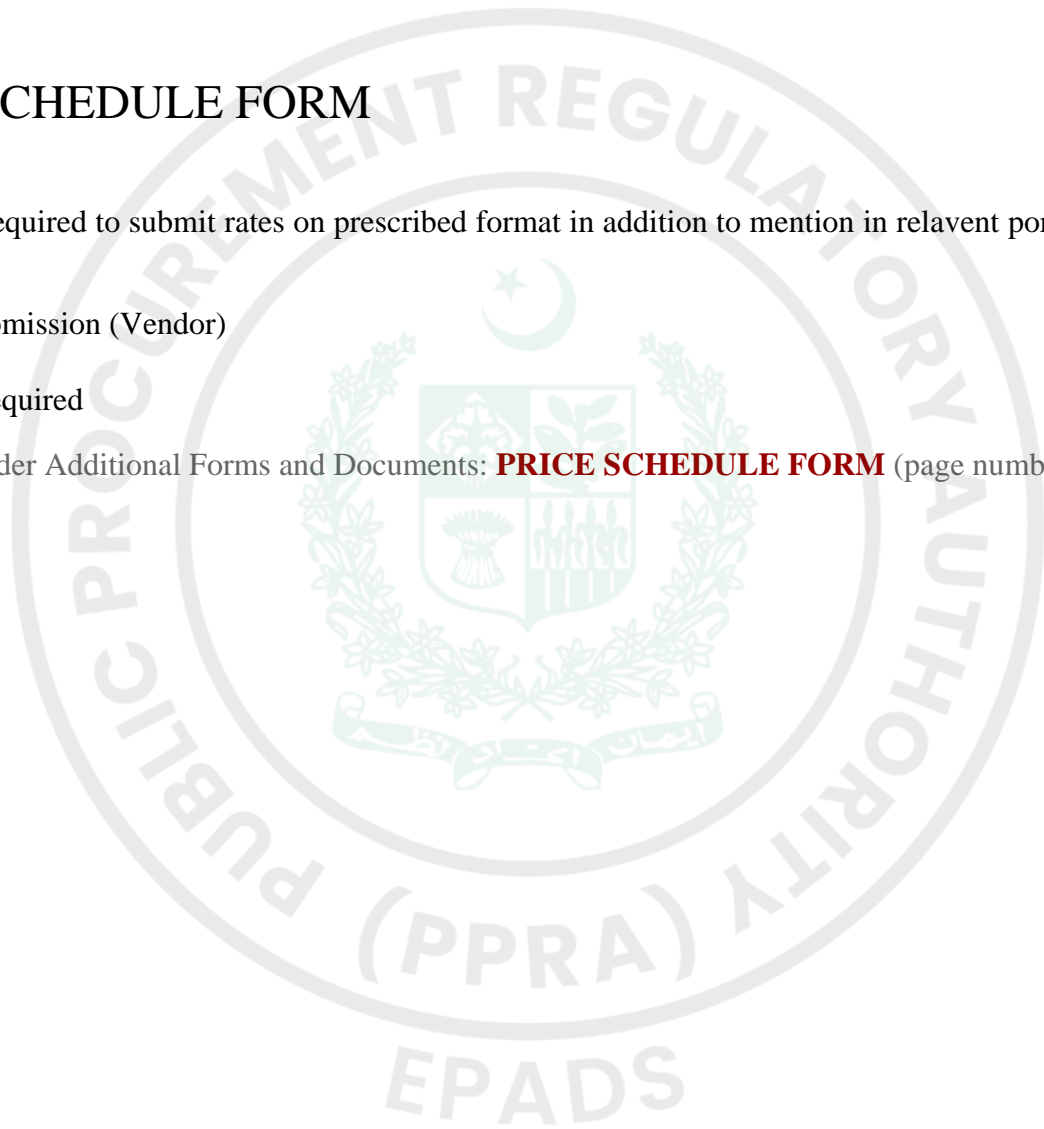 CHEDULE FORM
equired to submit rates on prescribed format in addition to mention in relavent por
mission (Vendor)
equired
der Additional Forms and Documents: PRICE SCHEDULE FORM (page numb
PUBLIC PROCUREMENT REGULATORY AUTHORITY
(PPRA)
EPADS